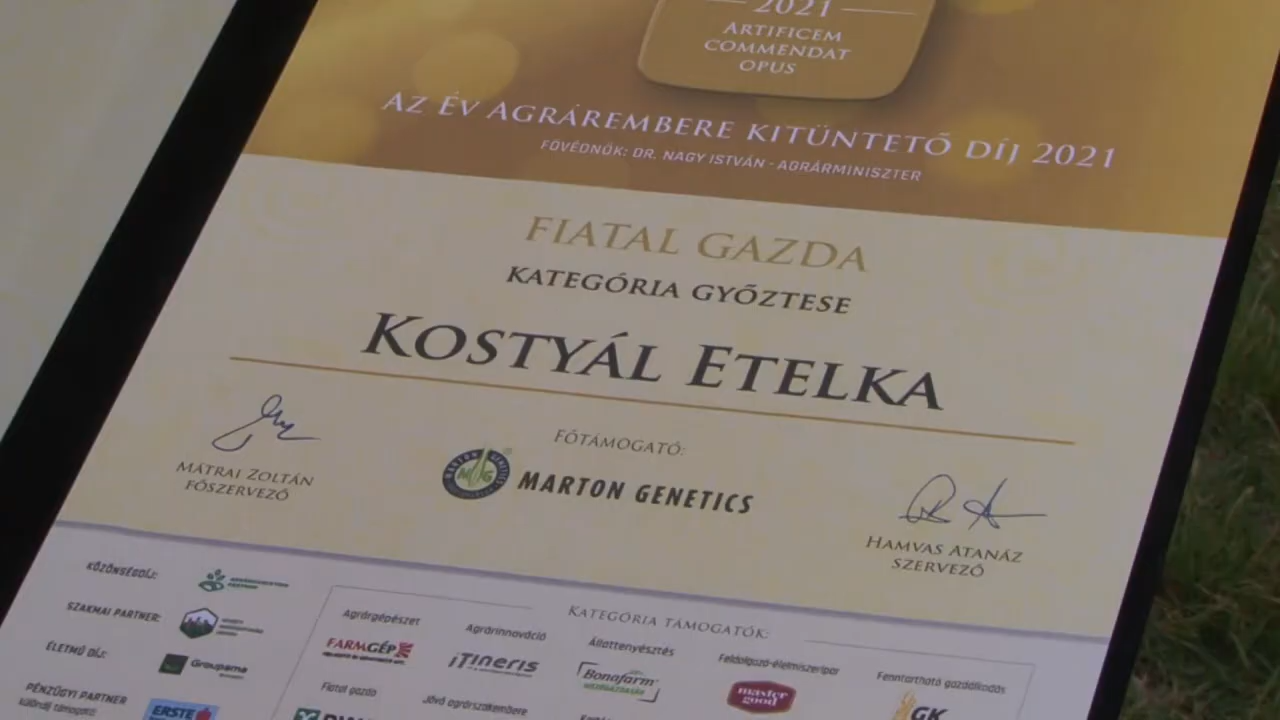 2021
ARTIFICEM
COMMENDAT
OPUS
AZ ÉV AGRÁREMBERE KITÜNTETŐ DÍJ 2021
FŐVÉDNÖK: DR. NAGY ISTVÁN - AGRÁRMINISZTER
FIATAL GAZDA
KATEGÓRIA GYŐZTESE
KOSTYÁL ETELKA
MÁTRAI ZOLTÁN
FŐSZERVEZŐ
FŐTÁMOGATÓ:
MARTON GENETICS
HAMVAS ATANÁZ
SZERVEZŐ
KÖZÖNSÉGDÍJ:
SZAKMAI PARTNER:
ÉLETMŰ DÍJ:
Groupama
PÉNZÜGYI PARTNER
különdíj támogató:
ERSTE
KATEGÓRIA TÁMOGATÓK:
Agrárgépészet
FARMGÉP
Agrárinnováció
iTineris
Állattenyésztés
Bonafarm
Feldolgozó-élelmiszeripar
master good
Fenntartható gazdálkodás
GK
Fiatal gazda
Jövő agrárszakembere